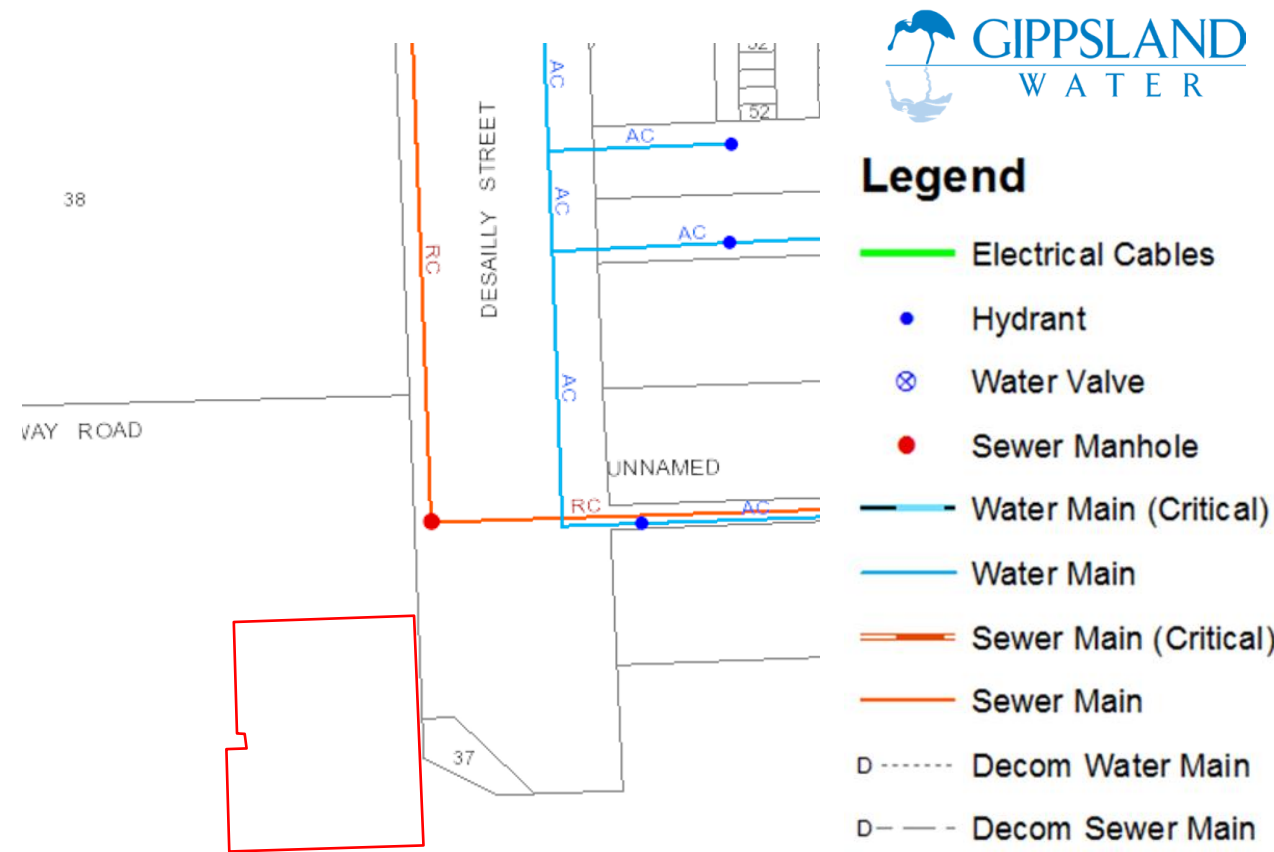 GIPPSLAND
WATER
52
52
AC
AC
AC
AC
AC
DESAILLY STREET
38
RC
WAY ROAD
UNNAMED
RC
AC
37
Legend
Electrical Cables
Hydrant
Water Valve
Sewer Manhole
Water Main (Critical)
Water Main
Sewer Main (Critical)
Sewer Main
D Decom Water Main
D Decom Sewer Main